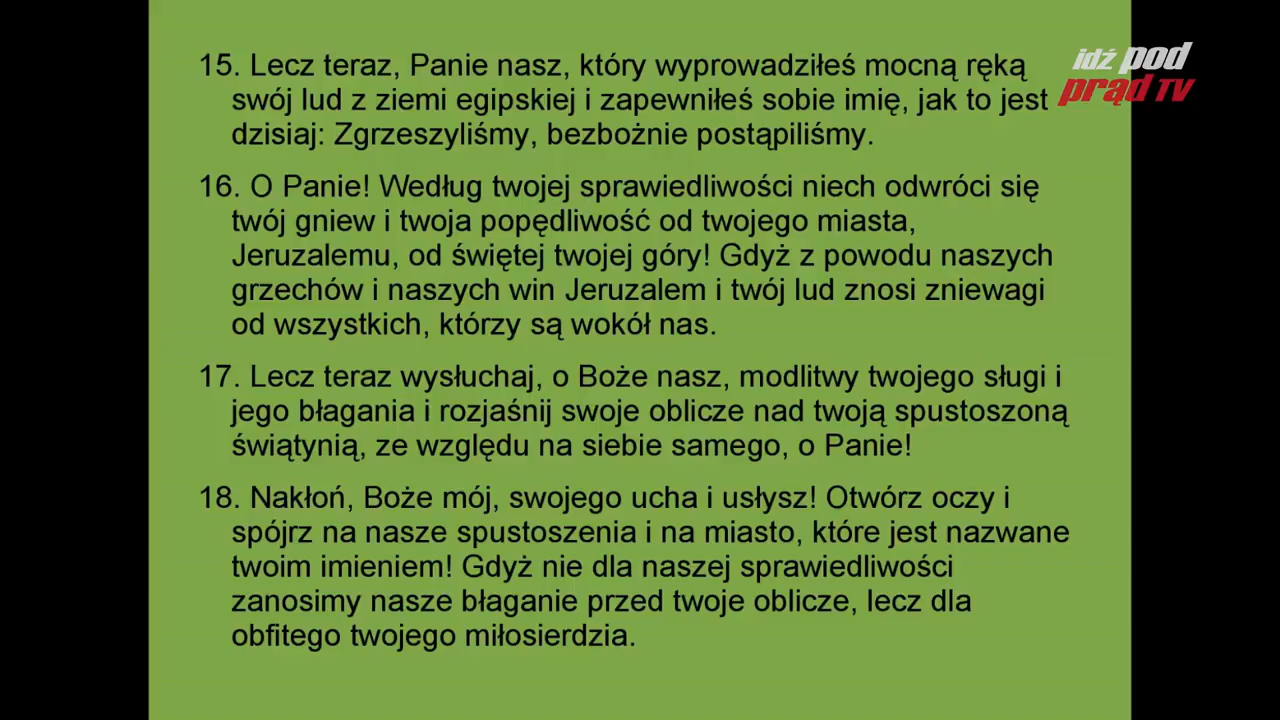 15. Lecz teraz, Panie nasz, który wyprowadziłeś mocną ręką
swój lud z ziemi egipskiej i zapewniłeś sobie imię, jak to jest
dzisiaj: Zgrzeszyliśmy, bezbożnie postąpiliśmy.
16. O Panie! Według twojej sprawiedliwości niech odwróci się
twój gniew i twoja popędliwość od twojego miasta,
Jeruzalemu, od świętej twojej góry! Gdyż z powodu naszych
grzechów i naszych win Jeruzalem i twój lud znosi zniewagi
od wszystkich, którzy są wokół nas.
17. Lecz teraz wysłuchaj, o Boże nasz, modlitwy twojego sługi i
jego błagania i rozjaśnij swoje oblicze nad twoją spustoszoną
świątynią, ze względu na siebie samego, o Panie!
18. Nakłoń, Boże mój, swojego ucha i usłysz! Otwórz oczy i
spójrz na nasze spustoszenia i na miasto, które jest nazwane
twoim imieniem! Gdyż nie dla naszej sprawiedliwości
zanosimy nasze błaganie przed twoje oblicze, lecz dla
obfitego twojego miłosierdzia.
idź pod
prąd TV